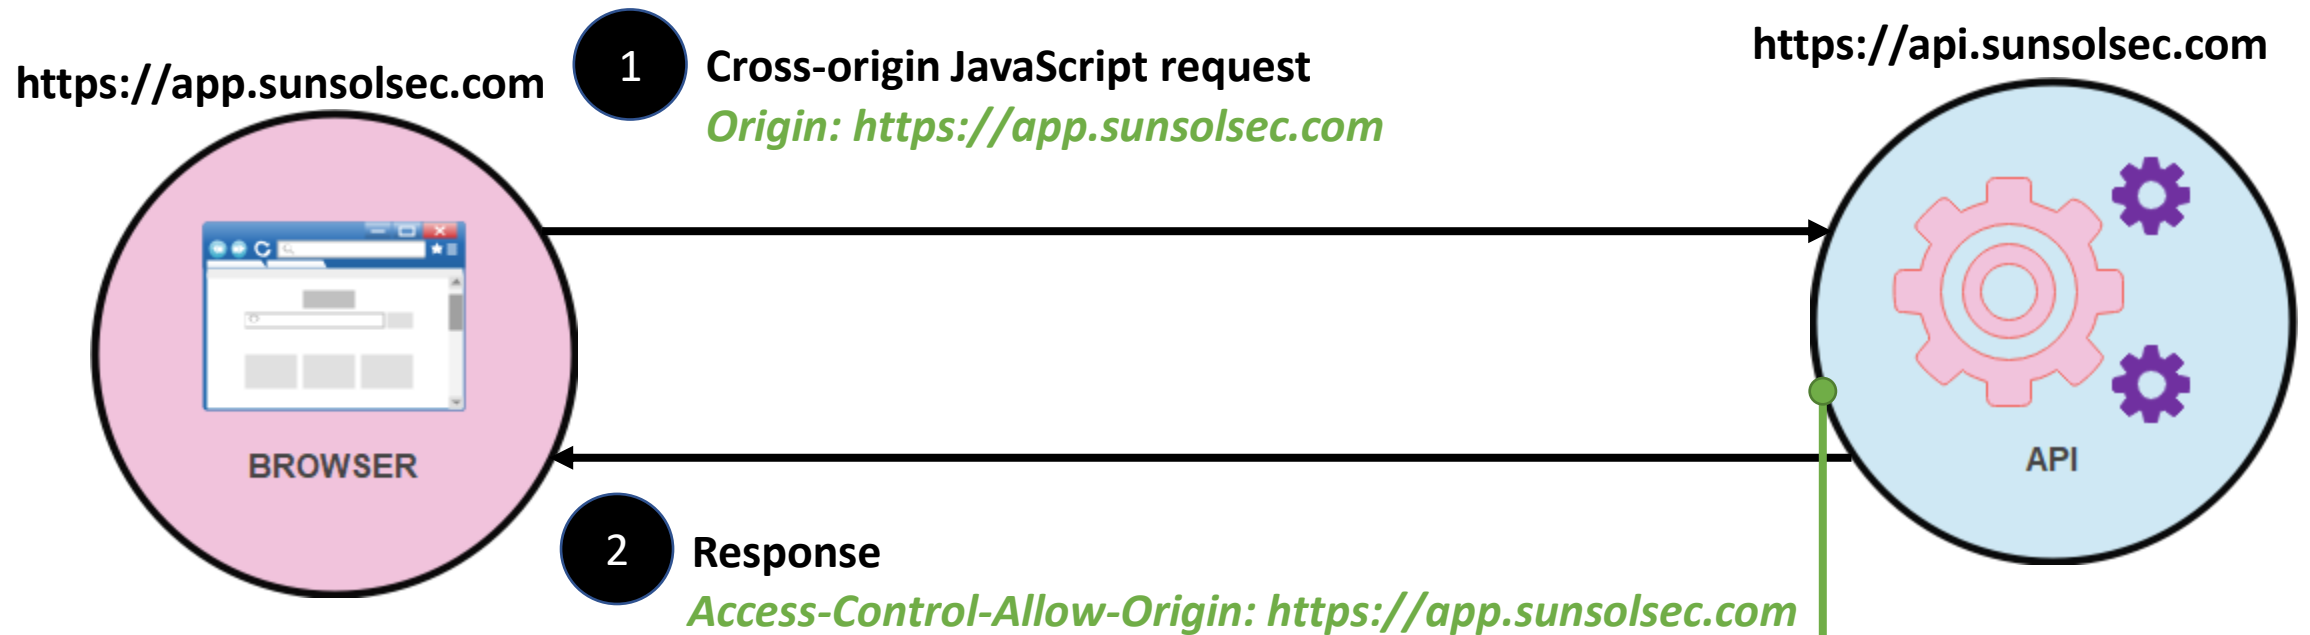 https://app.sunsolsec.com
1
Cross-origin JavaScript request
Origin: https://app.sunsolsec.com
https://api.sunsolsec.com
BROWSER
API
2
Response
Access-Control-Allow-Origin: https://app.sunsolsec.com